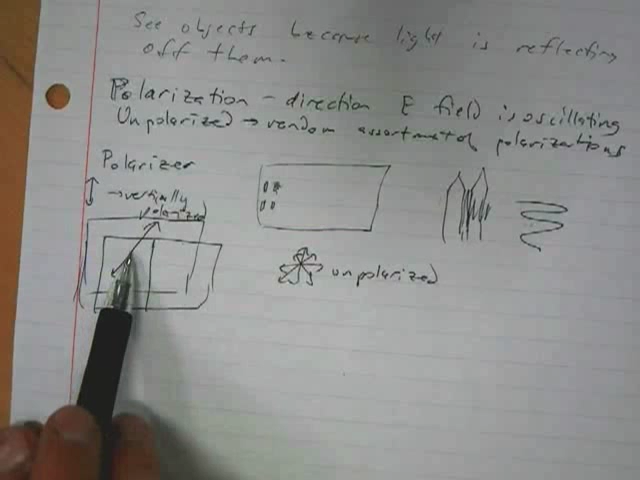 See objects because light is reflecting
off them.
Polarization - direction E field is oscillating
Unpolarized → random assortment of polarizations
Polarizer
→ vertically
polarized
unpolarized